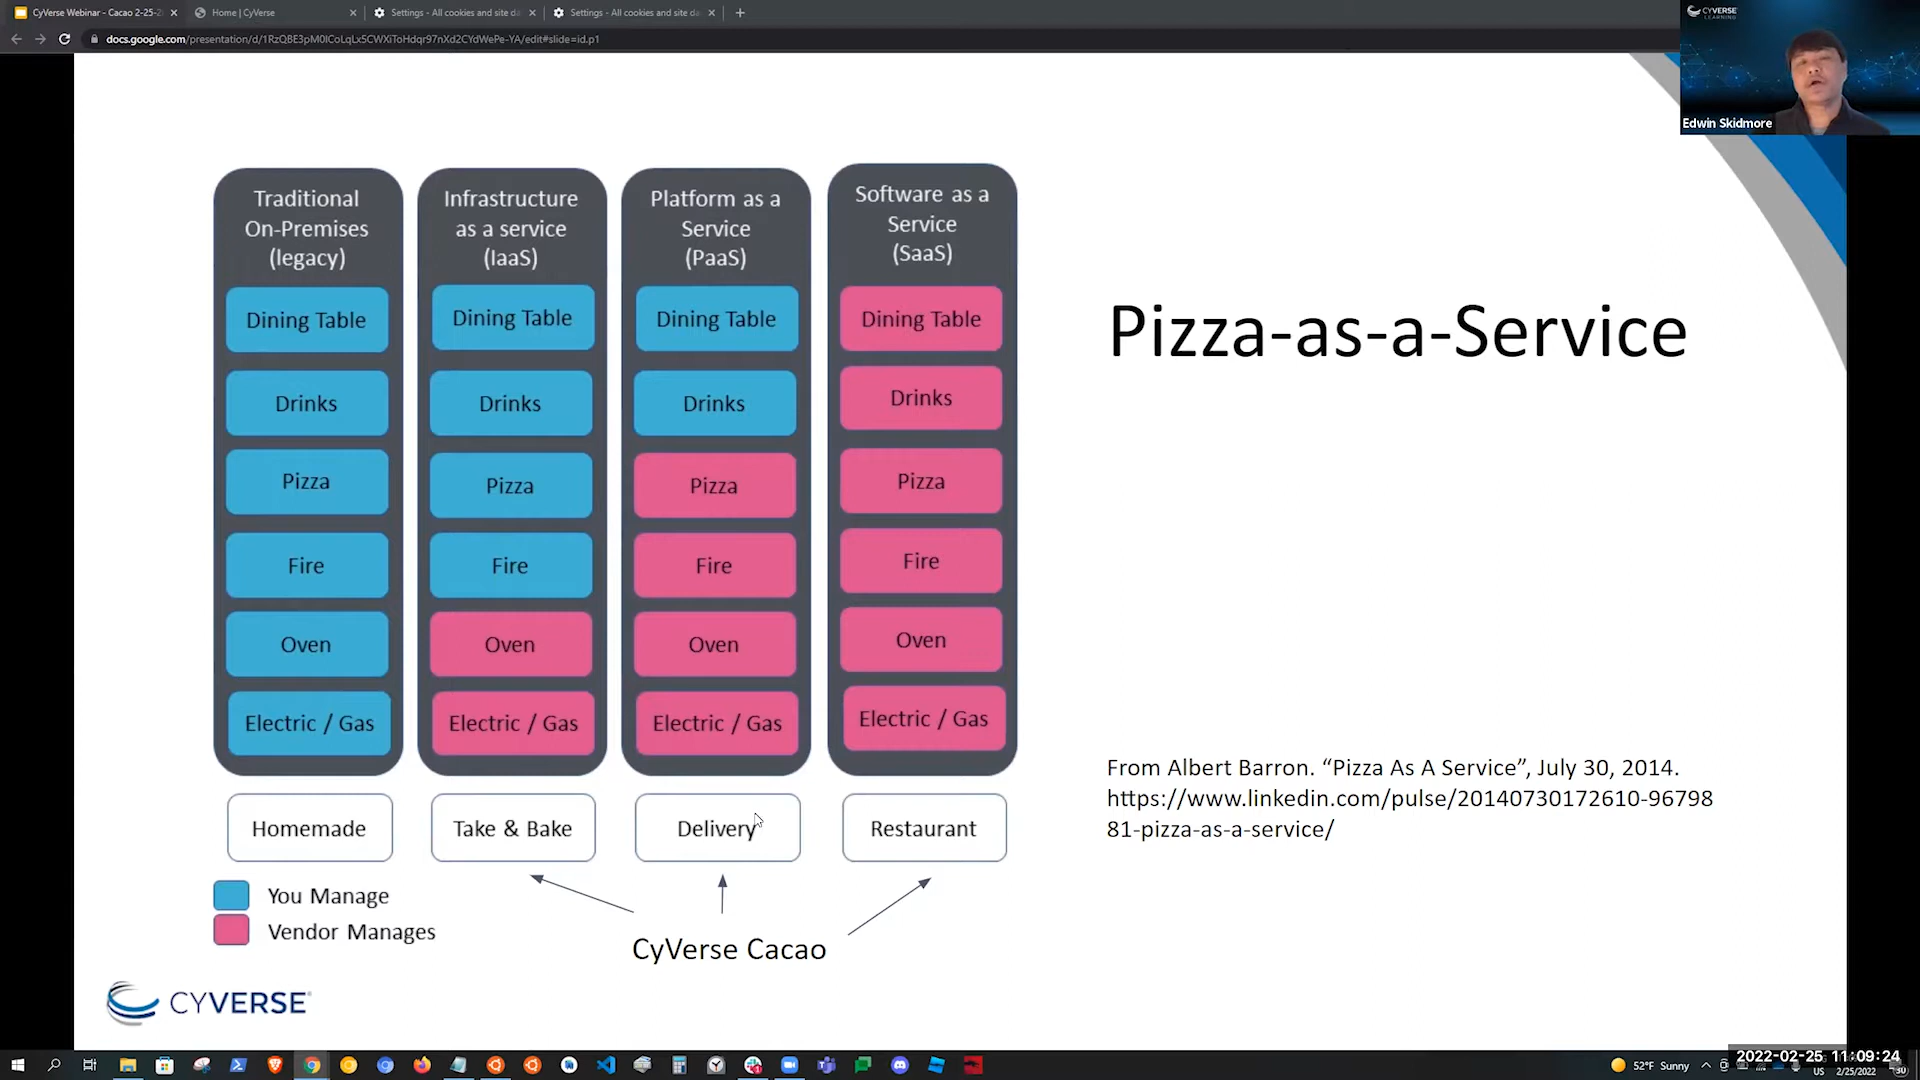 CyVerse Webinar - Cacao 2-25-2
Home | CyVerse
Settings - All cookies and site da
Settings - All cookies and site da
docs.google.com/presentation/d/1RzQBE3pM0ICoLqLx5CWXiToHdqr97nXd2CYdWePe-YA/edit#slide=id.p1
CYVERSE
LEARNING
Edwin Skidmore
Traditional
On-Premises
(legacy)
Dining Table
Drinks
Pizza
Fire
Oven
Electric / Gas
Homemade
Infrastructure
as a service
(IaaS)
Dining Table
Drinks
Pizza
Fire
Oven
Electric / Gas
Take & Bake
Platform as a
Service
(PaaS)
Dining Table
Drinks
Pizza
Fire
Oven
Electric / Gas
Delivery
Software as a
Service
(SaaS)
Dining Table
Drinks
Pizza
Fire
Oven
Electric / Gas
Restaurant
Pizza-as-a-Service
From Albert Barron. “Pizza As A Service”, July 30, 2014.
https://www.linkedin.com/pulse/20140730172610-96798
81-pizza-as-a-service/
You Manage
Vendor Manages
CyVerse Cacao
CYVERSE
52°F Sunny
2022-02-25 11:09:24
US
2/25/2022
30